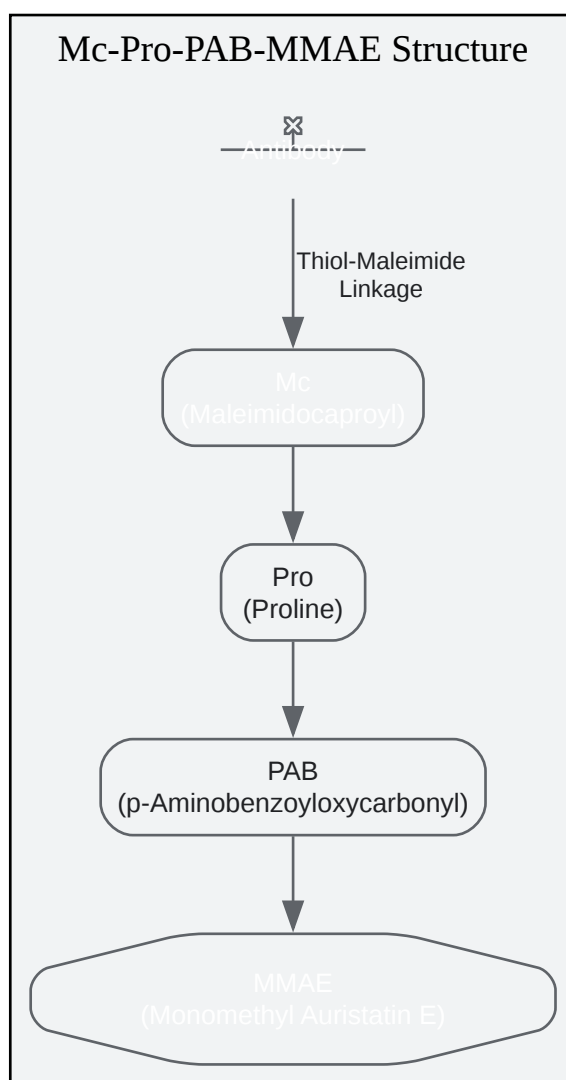 Mc-Pro-PAB-MMAE Structure
Antibody
Thiol-Maleimide
Linkage
Mc
(Maleimidocaproyl)
Pro
(Proline)
PAB
(p-Aminobenzoyloxycarbonyl)
MMAE
(Monomethyl Auristatin E)